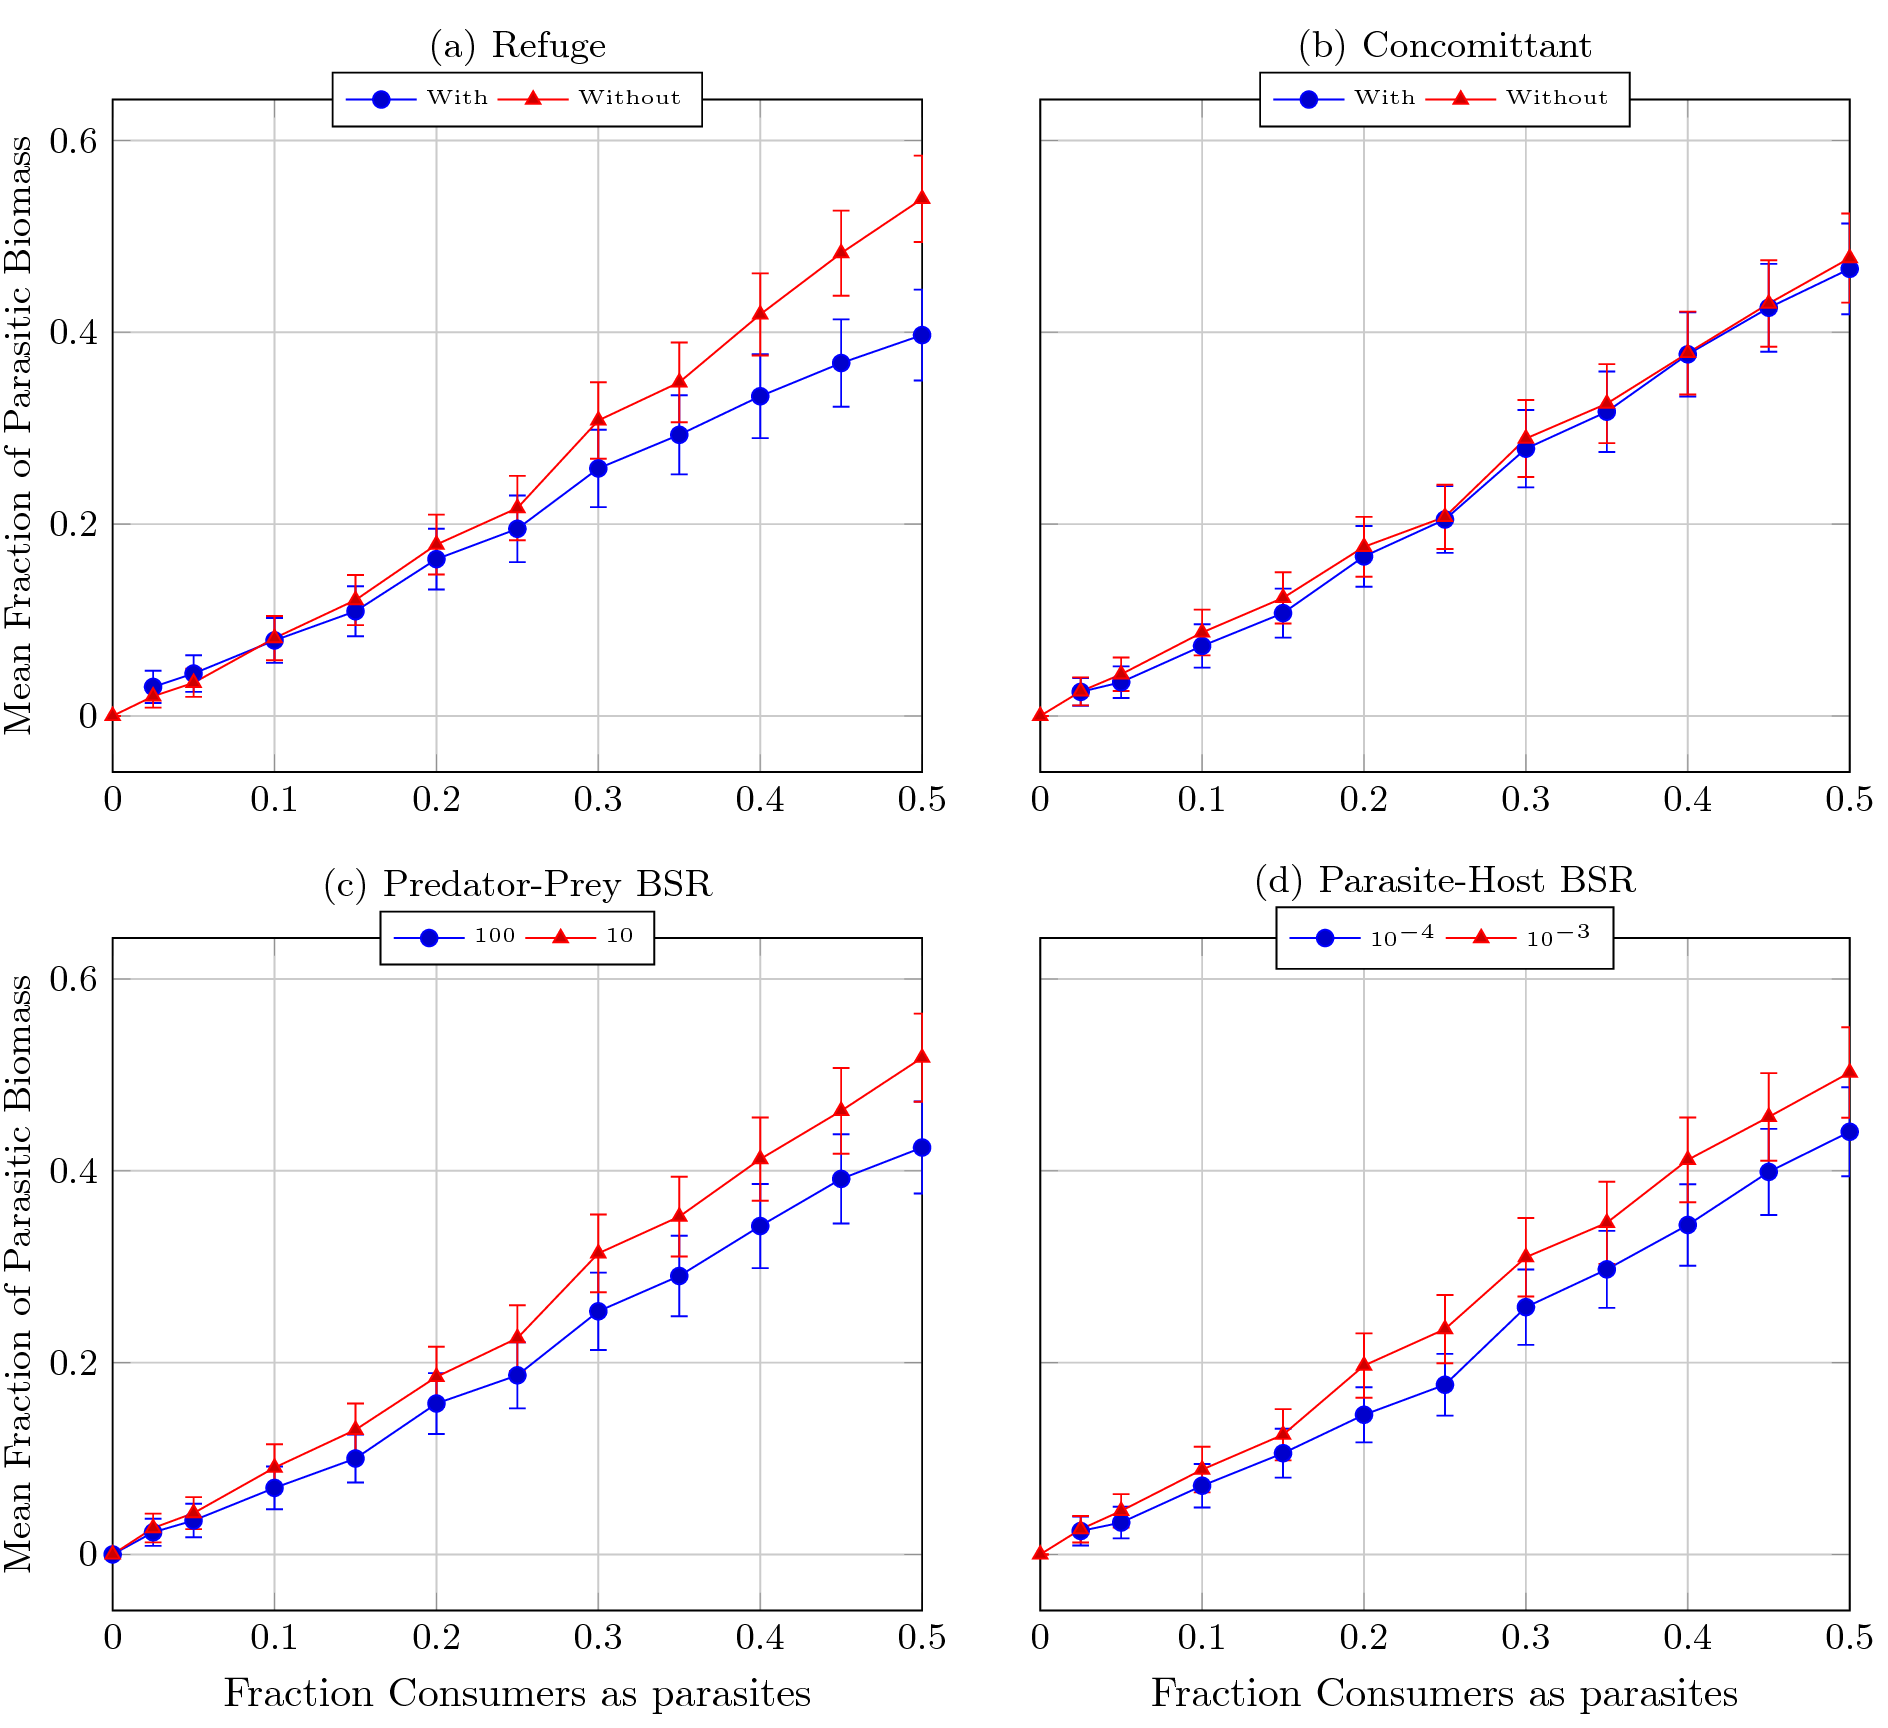 (a) Refuge
With Without
(b) Concomittant
With Without
Mean Fraction of Parasitic Biomass
0.6
0.4
0.2
0
0 0.1 0.2 0.3 0.4 0.5
0 0.1 0.2 0.3 0.4 0.5
(c) Predator-Prey BSR
100 10
(d) Parasite-Host BSR
10⁻⁴ 10⁻³
Mean Fraction of Parasitic Biomass
0.6
0.4
0.2
0
0 0.1 0.2 0.3 0.4 0.5
0 0.1 0.2 0.3 0.4 0.5
Fraction Consumers as parasites
Fraction Consumers as parasites